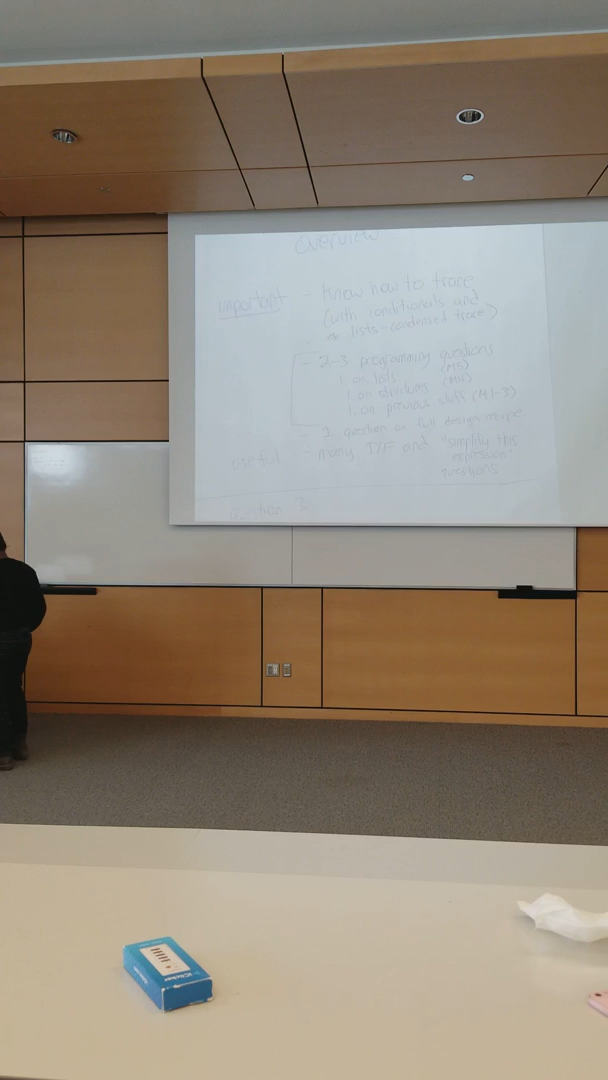 overview
important - Know how to trace
(with conditionals and
lists - condensed trace)
- 2-3 programming questions
1. on lists (M5)
1. on structures
1. on previous stuff (M1-3)
- 1 question on full design recipe
useful - many T/F and "simplify this
expression"
questions
question 3
iClicker